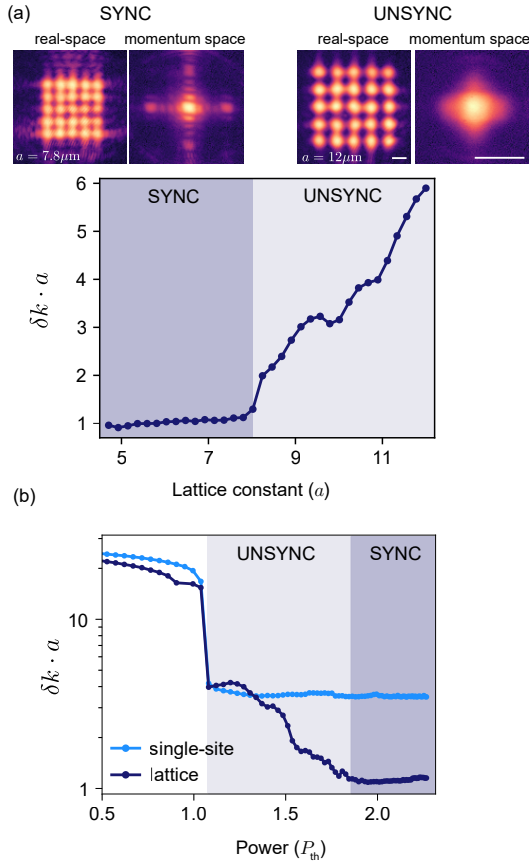 (a)
SYNC
UNSYNC
real-space
momentum space
real-space
momentum space
a = 7.8μm
a = 12μm
SYNC
UNSYNC
6
5
4
3
2
1
δk · a
5
7
9
11
Lattice constant (a)
(b)
UNSYNC
SYNC
10
1
δk · a
single-site
lattice
0.5
1.0
1.5
2.0
Power (P_th)